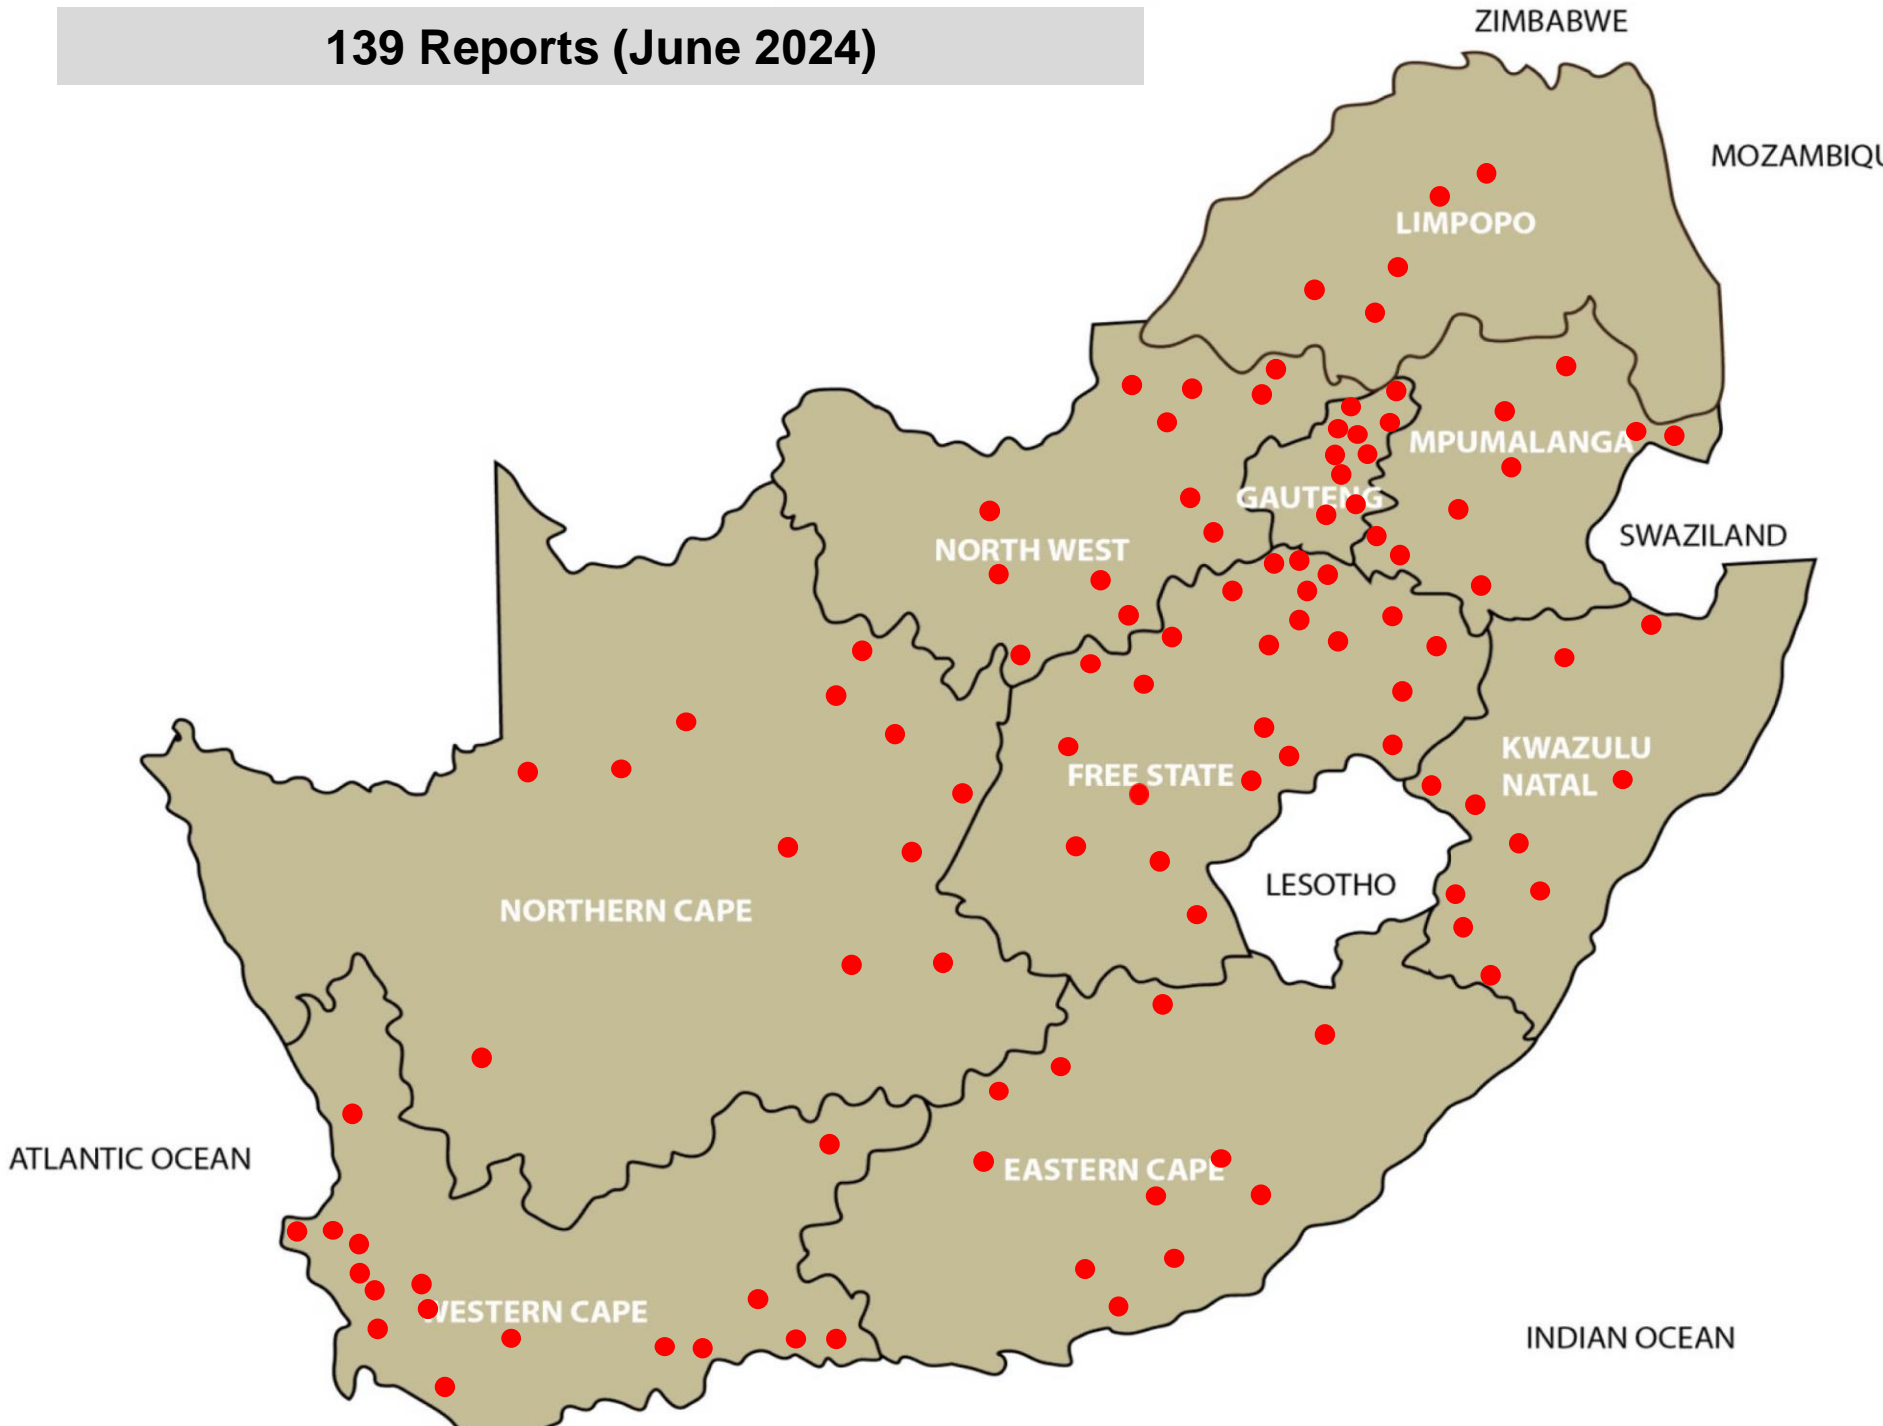 139 Reports (June 2024)
ZIMBABWE
MOZAMBIQU
LIMPOPO
MPUMALANGA
GAUTENG
SWAZILAND
NORTH WEST
KWAZULU
NATAL
FREE STATE
LESOTHO
NORTHERN CAPE
ATLANTIC OCEAN
EASTERN CAPE
WESTERN CAPE
INDIAN OCEAN